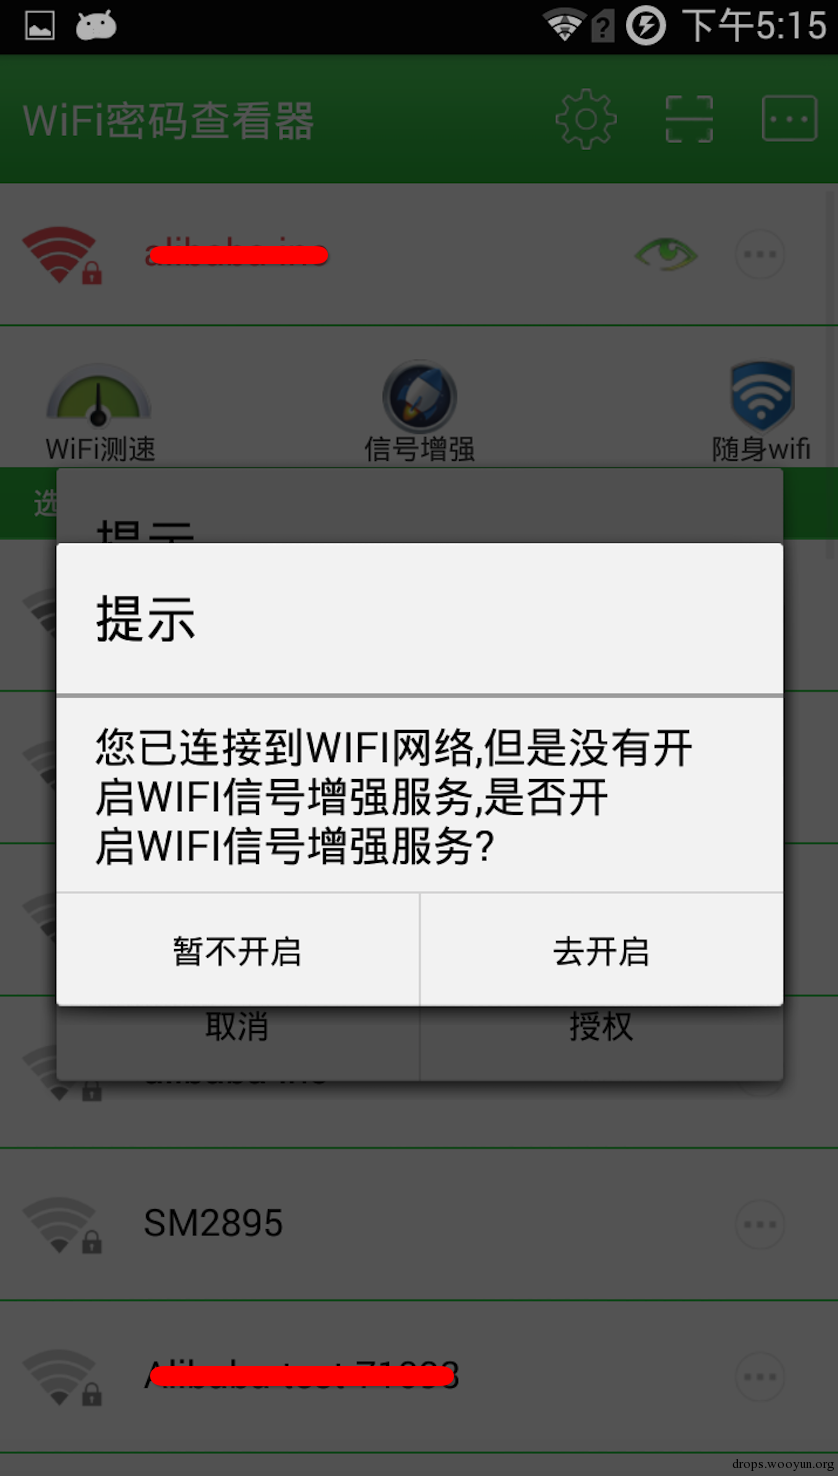 下午5:15
WiFi密码查看器
WiFi测速
信号增强
随身wifi
选
提示
提示
您已连接到WIFI网络,但是没有开
启WIFI信号增强服务,是否开
启WIFI信号增强服务?
暂不开启
去开启
取消
授权
SM2895
drops.wooyun.org